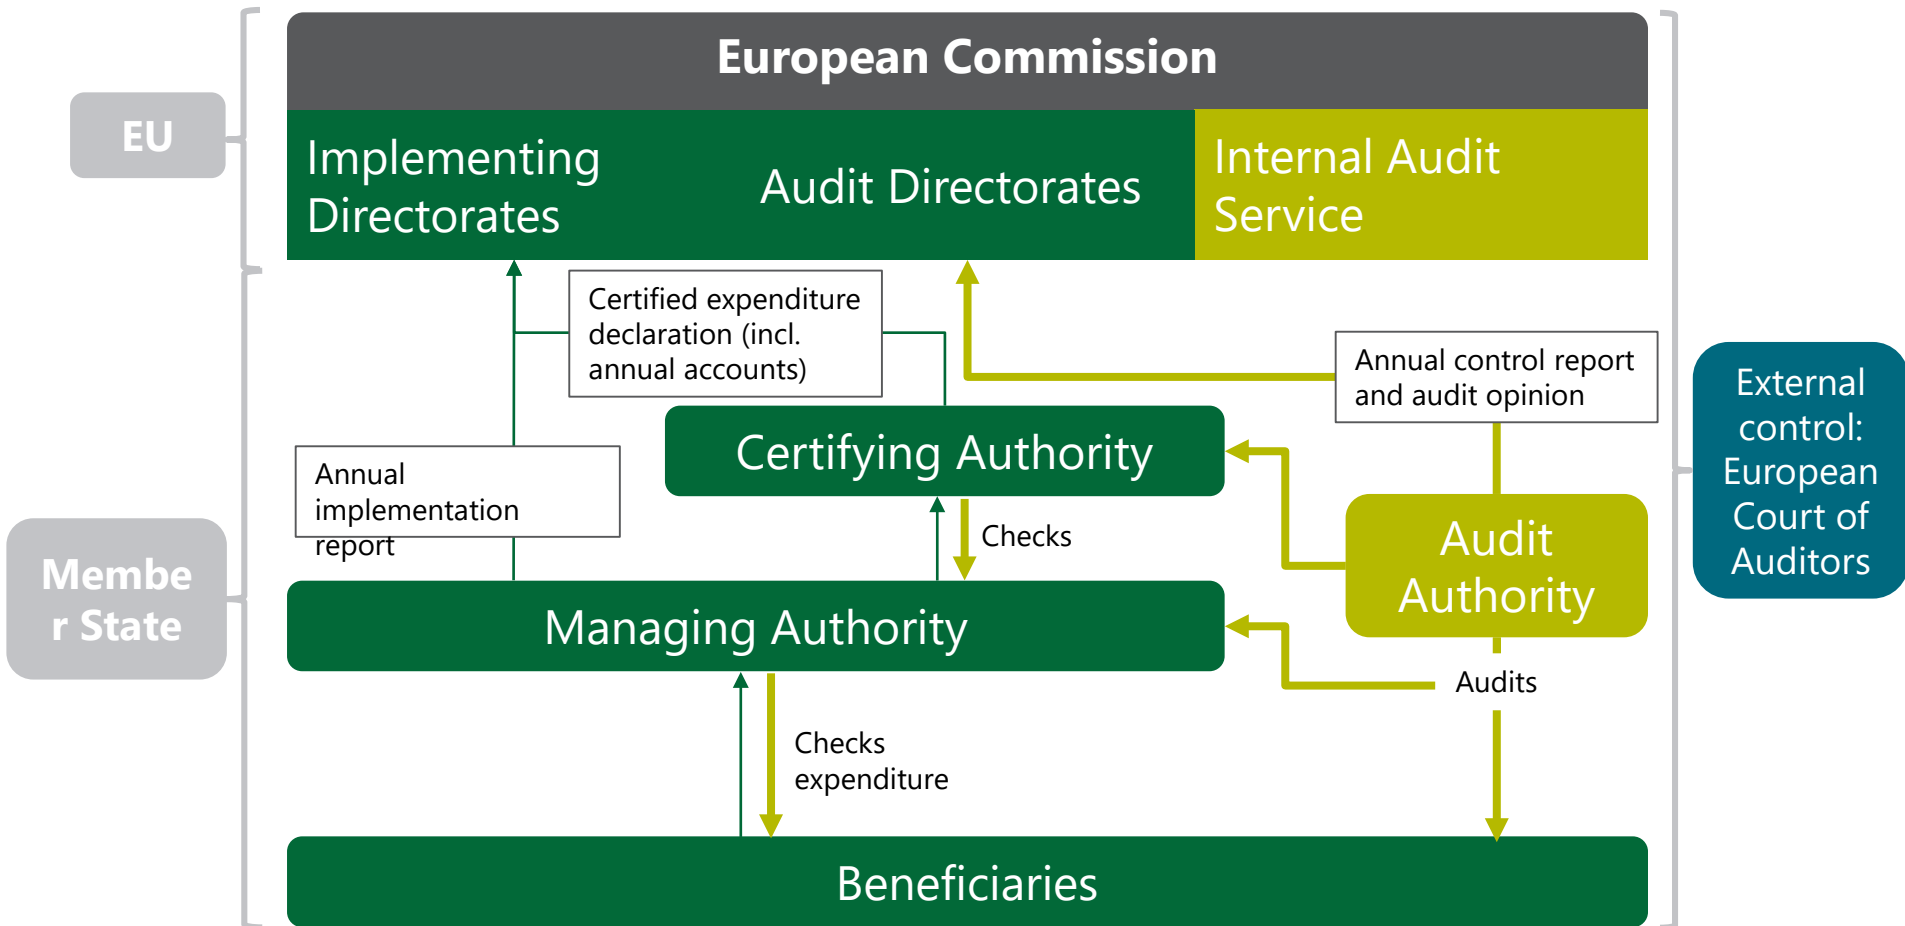 European Commission
EU
Implementing
Directorates
Audit Directorates
Internal Audit
Service
Certified expenditure
declaration (incl.
annual accounts)
Annual control report
and audit opinion
External
control:
European
Court of
Auditors
Certifying Authority
Annual
implementation
report
Checks
Audit
Authority
Membe
r State
Managing Authority
Audits
Checks
expenditure
Beneficiaries